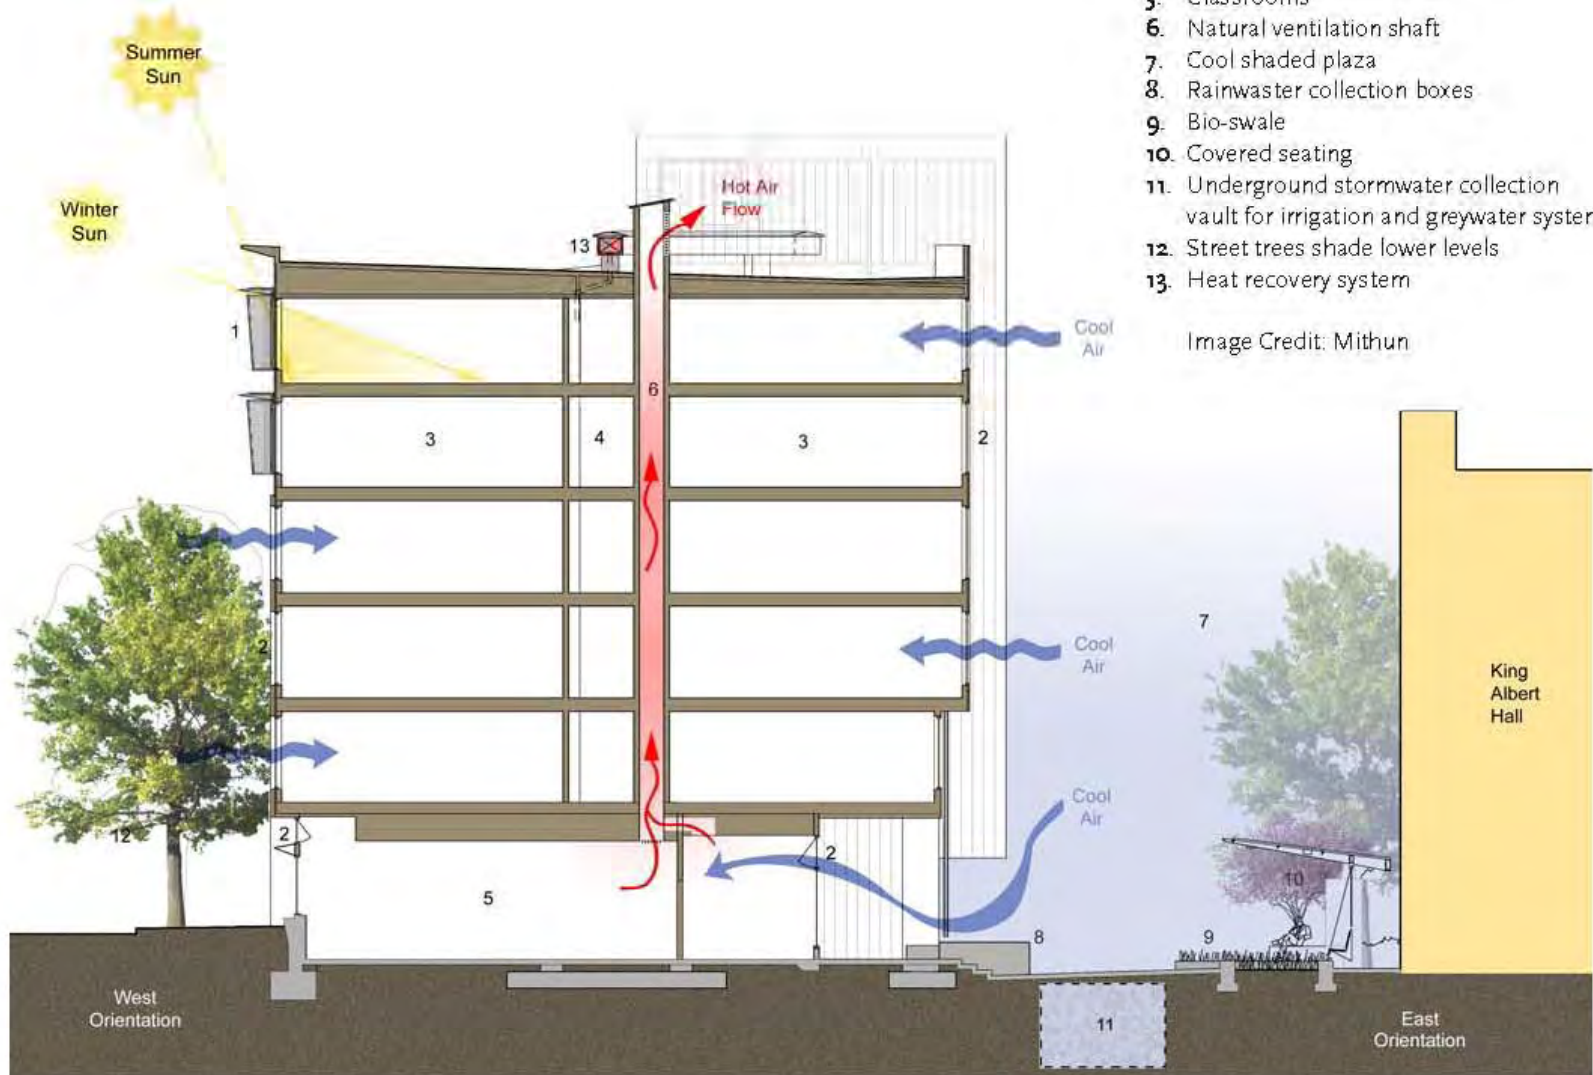 5. Classrooms
6. Natural ventilation shaft
7. Cool shaded plaza
8. Rainwaster collection boxes
9. Bio-swale
10. Covered seating
11. Underground stormwater collection
vault for irrigation and greywater syster
12. Street trees shade lower levels
13. Heat recovery system
Image Credit: Mithun
Summer
Sun
Winter
Sun
Hot Air
Flow
13
1
Cool
Air
6
3
4
3
2
7
2
Cool
Air
King
Albert
Hall
Cool
Air
12
2
2
10
5
8
9
West
Orientation
11
East
Orientation